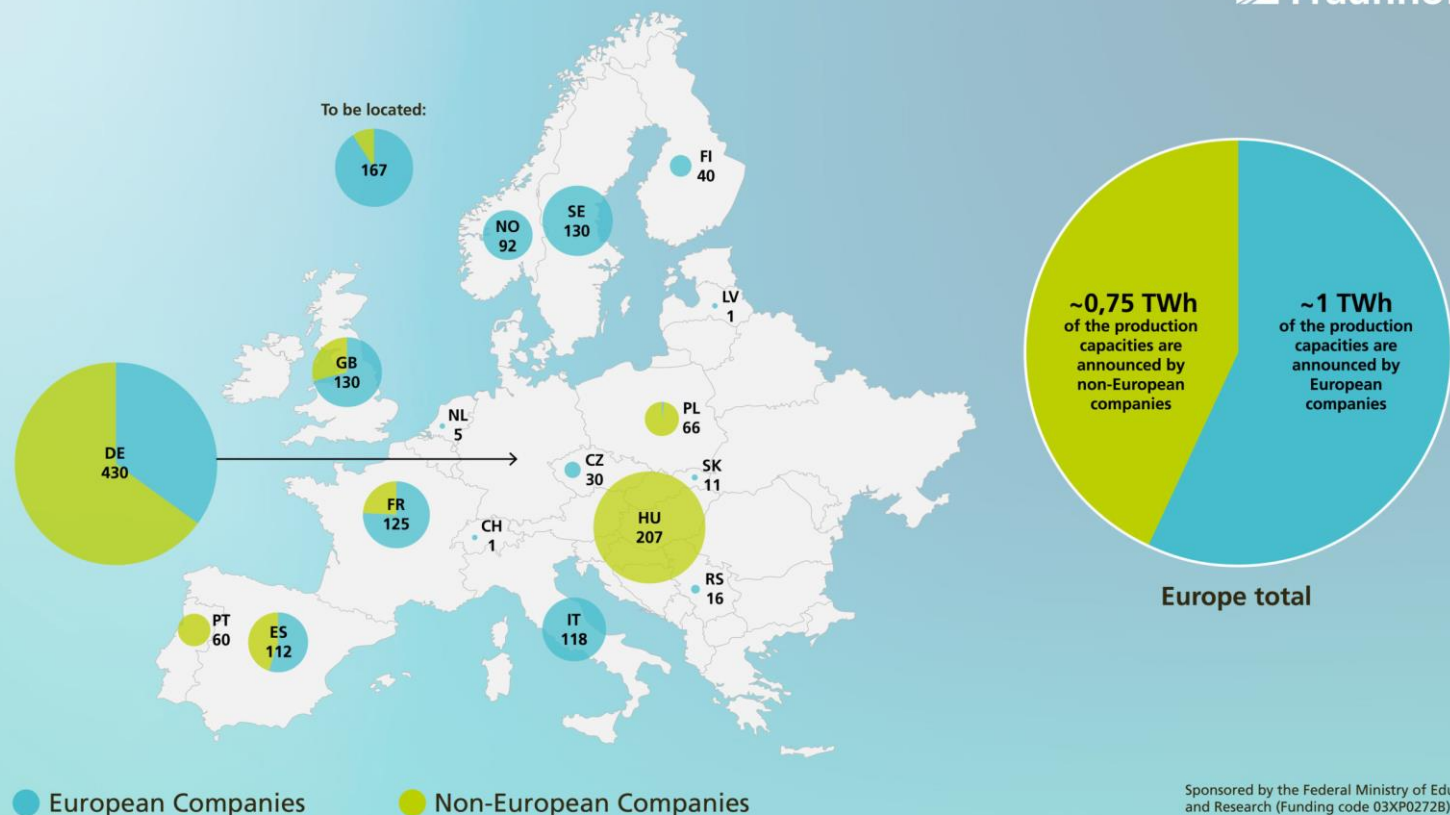 To be located:
167
FI
40
SE
130
NO
92
LV
1
GB
130
NL
5
PL
66
DE
430
CZ
30
SK
11
FR
125
CH
1
HU
207
RS
16
PT
60
ES
112
IT
118
~0,75 TWh
of the production
capacities are
announced by
non-European
companies
~1 TWh
of the production
capacities are
announced by
European
companies
Europe total
European Companies
Non-European Companies
Sponsored by the Federal Ministry of Edu
and Research (Funding code 03XP0272B)